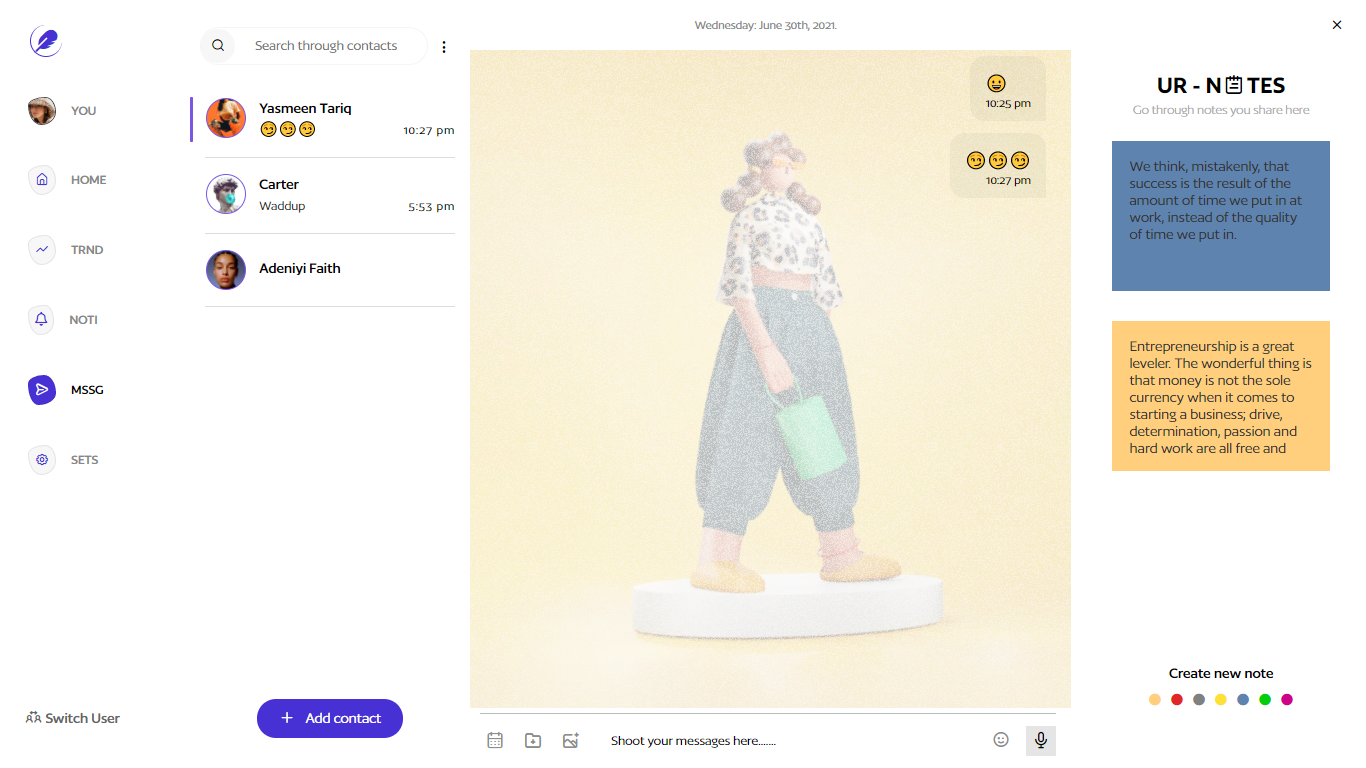 YOU
HOME
TRND
NOTI
MSSG
SETS
Switch User
Search through contacts
Yasmeen Tariq
😏😏😏 10:27 pm
Carter
Waddup 5:53 pm
Adeniyi Faith
Add contact
Wednesday: June 30th, 2021.
😀
10:25 pm
😏😏😏
10:27 pm
Shoot your messages here.......
UR - N TES
Go through notes you share here
We think, mistakenly, that
success is the result of the
amount of time we put in at
work, instead of the quality
of time we put in.
Entrepreneurship is a great
leveler. The wonderful thing is
that money is not the sole
currency when it comes to
starting a business; drive,
determination, passion and
hard work are all free and
Create new note